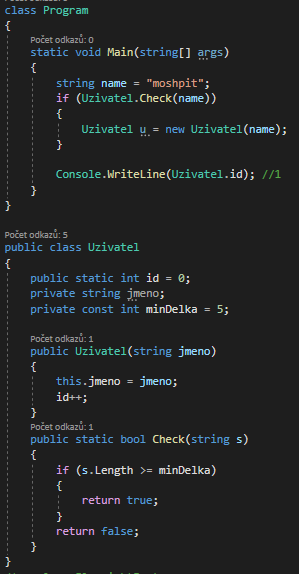 class Program
{
Počet odkazů: 0
static void Main(string[] args)
{
string name = "moshpit";
if (Uzivatel.Check(name))
{
Uzivatel u = new Uzivatel(name);
}
Console.WriteLine(Uzivatel.id); //1
}
}
Počet odkazů: 5
public class Uzivatel
{
public static int id = 0;
private string jmeno;
private const int minDelka = 5;
Počet odkazů: 1
public Uzivatel(string jmeno)
{
this.jmeno = jmeno;
id++;
}
Počet odkazů: 1
public static bool Check(string s)
{
if (s.Length >= minDelka)
{
return true;
}
return false;
}
}